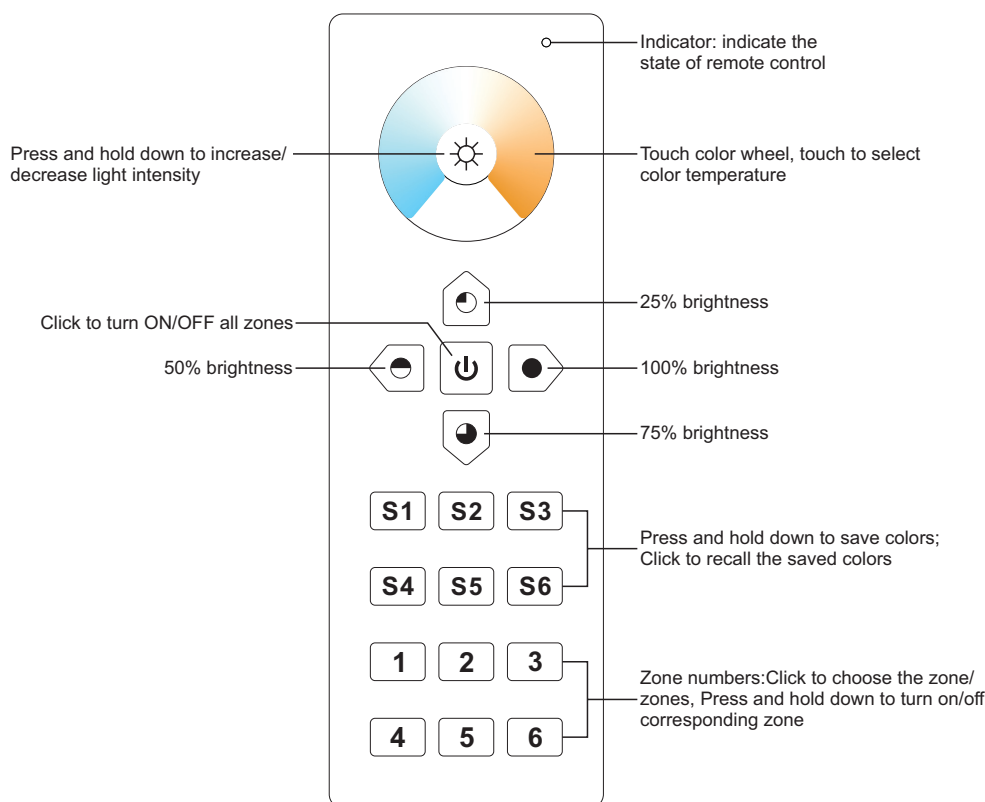 Indicator: indicate the
state of remote control
Press and hold down to increase/
decrease light intensity
Touch color wheel, touch to select
color temperature
25% brightness
Click to turn ON/OFF all zones
50% brightness
100% brightness
75% brightness
S1 S2 S3
Press and hold down to save colors;
Click to recall the saved colors
S4 S5 S6
1 2 3
Zone numbers:Click to choose the zone/
zones, Press and hold down to turn on/off
corresponding zone
4 5 6